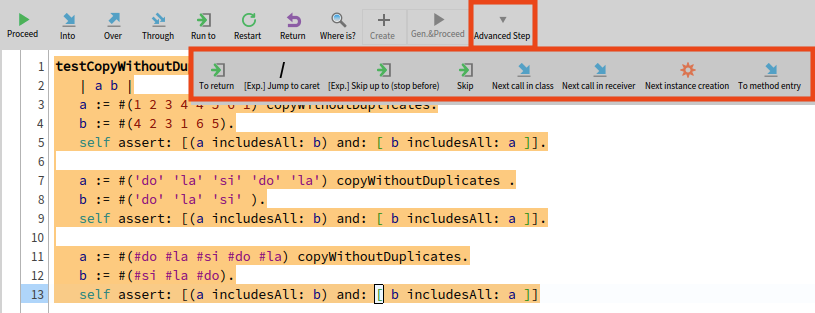 Proceed Into Over Through Run to Restart Return Where is? Create Gen.&Proceed Advanced Step
To return [Exp.] Jump to caret [Exp.] Skip up to (stop before) Skip Next call in class Next call in receiver Next instance creation To method entry
1 testCopyWithoutDu
2 | a b |
3 a := #(1 2 3 4 4 5 6 1) copyWithoutDuplicates.
4 b := #(4 2 3 1 6 5).
5 self assert: [(a includesAll: b) and: [ b includesAll: a ]].
6
7 a := #('do' 'la' 'si' 'do' 'la') copyWithoutDuplicates .
8 b := #('do' 'la' 'si' ).
9 self assert: [(a includesAll: b) and: [ b includesAll: a ]].
10
11 a := #(#do #la #si #do #la) copyWithoutDuplicates.
12 b := #(#si #la #do).
13 self assert: [(a includesAll: b) and: [ b includesAll: a ]]